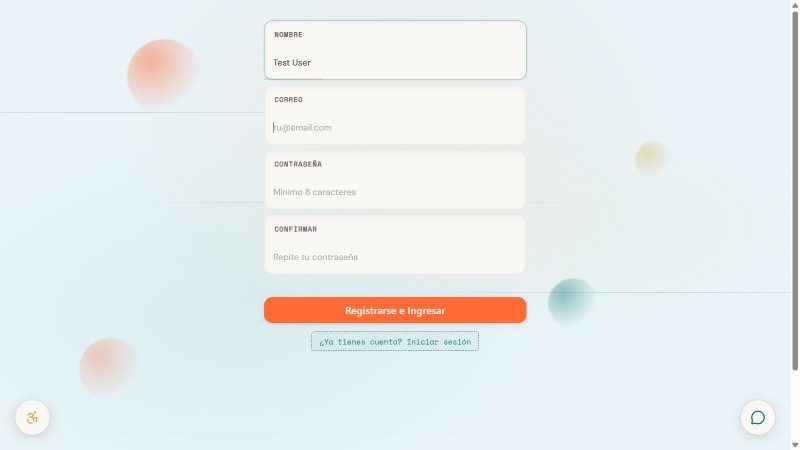 NOMBRE
Test User
CORREO
tu@email.com
CONTRASEÑA
Mínimo 8 caracteres
CONFIRMAR
Repite tu contraseña
Registrarse e Ingresar
¿Ya tienes cuenta? Iniciar sesión